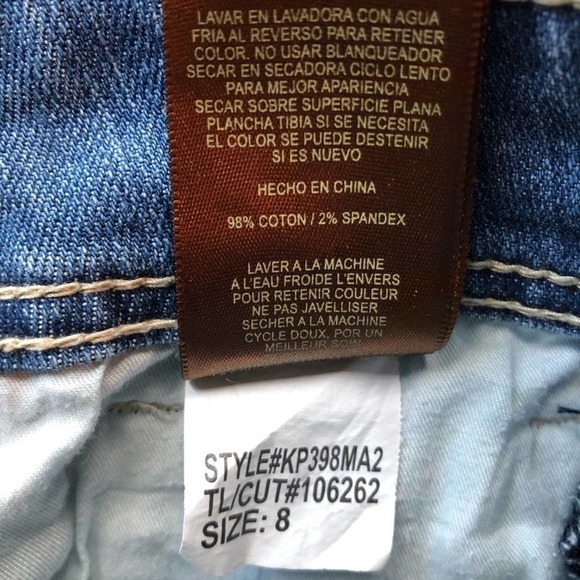 LAVAR EN LAVADORA CON AGUA
FRIA AL REVERSO PARA RETENER
COLOR. NO USAR BLANQUEADOR
SECAR EN SECADORA CICLO LENTO
PARA MEJOR APARIENCIA
SECAR SOBRE SUPERFICIE PLANA
PLANCHA TIBIA SI SE NECESITA
EL COLOR SE PUEDE DESTENIR
SI ES NUEVO
HECHO EN CHINA
98% COTON / 2% SPANDEX
LAVER A LA MACHINE
A L'EAU FROIDE L'ENVERS
POUR RETENIR COULEUR
NE PAS JAVELLISER
SECHER A LA MACHINE
CYCLE DOUX, POR UN
MEILLEUR SOIR
STYLE#KP398MA2
TL/CUT#106262
SIZE: 8